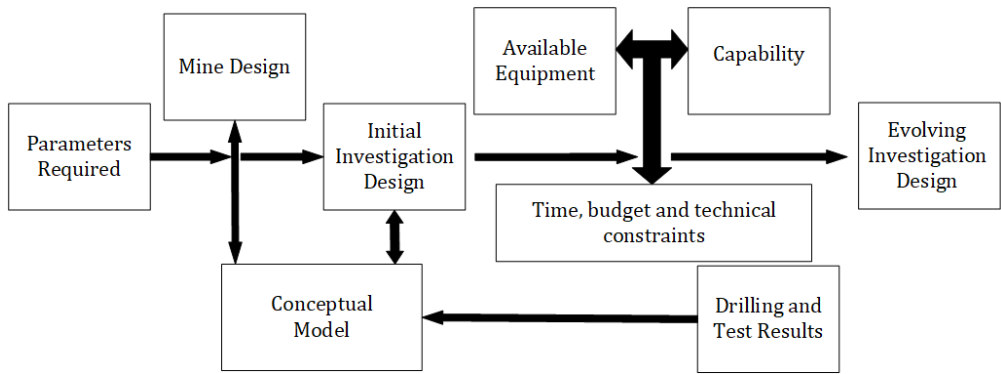 Mine Design
Available
Equipment
Capability
Parameters
Required
Initial
Investigation
Design
Evolving
Investigation
Design
Time, budget and technical
constraints
Conceptual
Model
Drilling and
Test Results